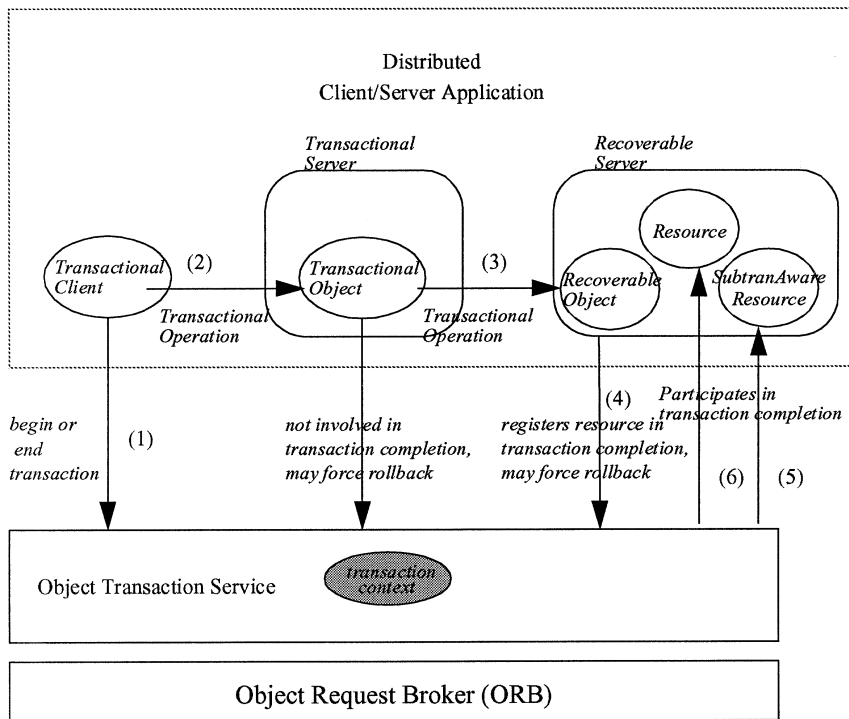 Distributed
Client/Server Application
Transactional
Server
Recoverable
Server
Transactional
Client
(2)
Transactional
Operation
Transactional
Object
(3)
Transactional
Operation
Recoverable
Object
Resource
SubtranAware
Resource
begin or
end
transaction
(1)
not involved in
transaction completion,
may force rollback
(4)
registers resource in
transaction completion,
may force rollback
Participates in
transaction completion
(6)
(5)
Object Transaction Service
transaction
context
Object Request Broker (ORB)